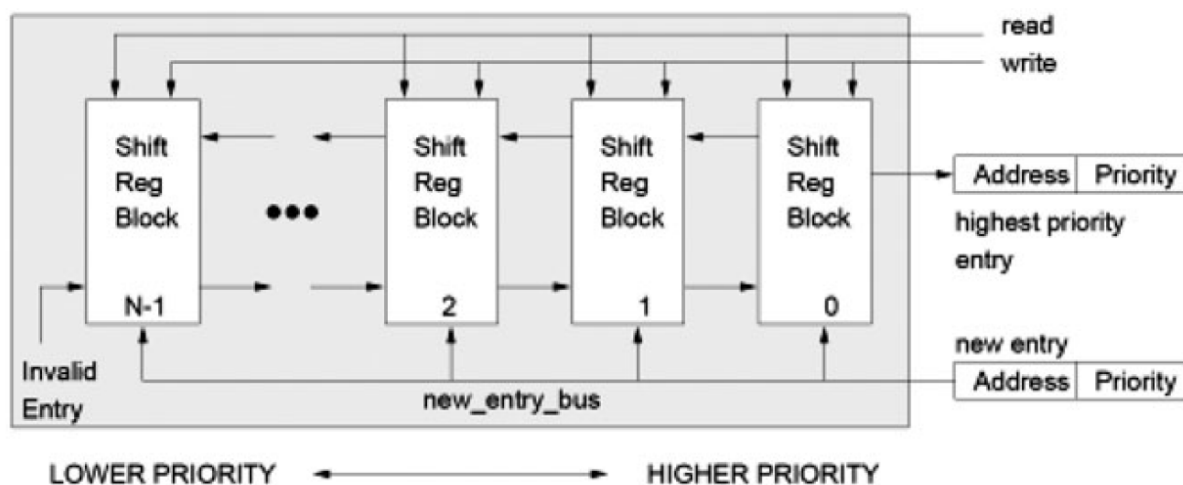 read
write
Shift
Reg
Block
N-1
Shift
Reg
Block
2
Shift
Reg
Block
1
Shift
Reg
Block
0
Address Priority
highest priority
entry
new entry
Address Priority
Invalid
Entry
new_entry_bus
LOWER PRIORITY HIGHER PRIORITY